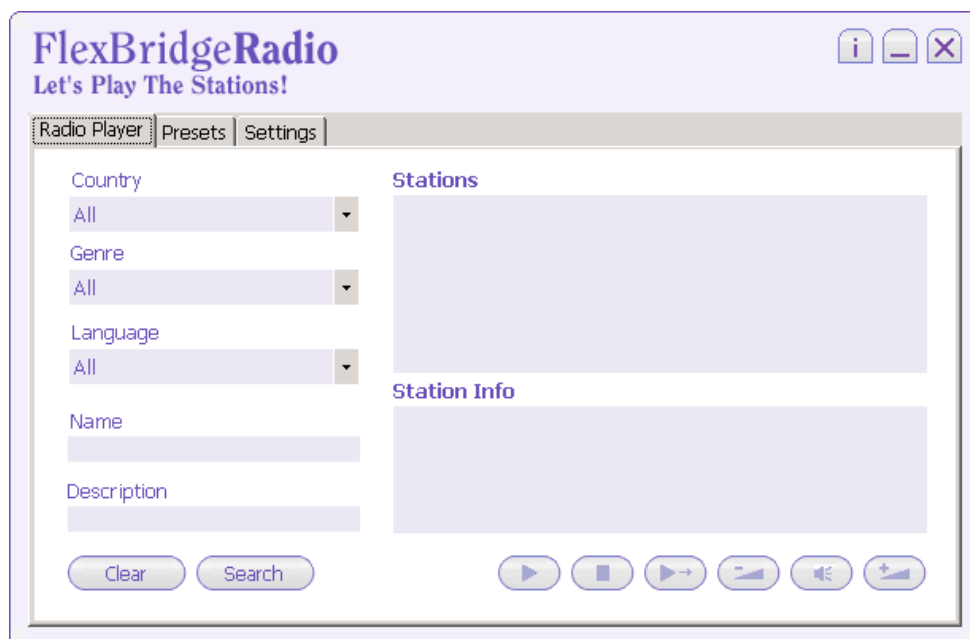 FlexBridgeRadio
Let's Play The Stations!
i
Radio Player Presets Settings
Country
All
Genre
All
Language
All
Name
Description
Clear Search
Stations
Station Info